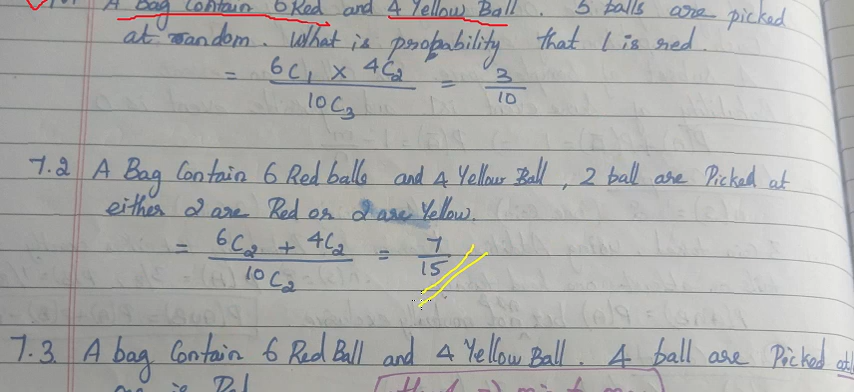 A Bag Contain 6 Red and 4 Yellow Ball. 3 balls are picked
at random. What is probability that 1 is red.
= 6C1 × 4C2 / 10C3 = 3/10
7.2 A Bag Contain 6 Red balls and 4 Yellow Ball, 2 ball are Picked at
either 2 are Red or 2 are Yellow.
= 6C2 + 4C2 / 10C2 = 7/15
7.3. A bag Contain 6 Red Ball and 4 Yellow Ball. 4 ball are Picked at